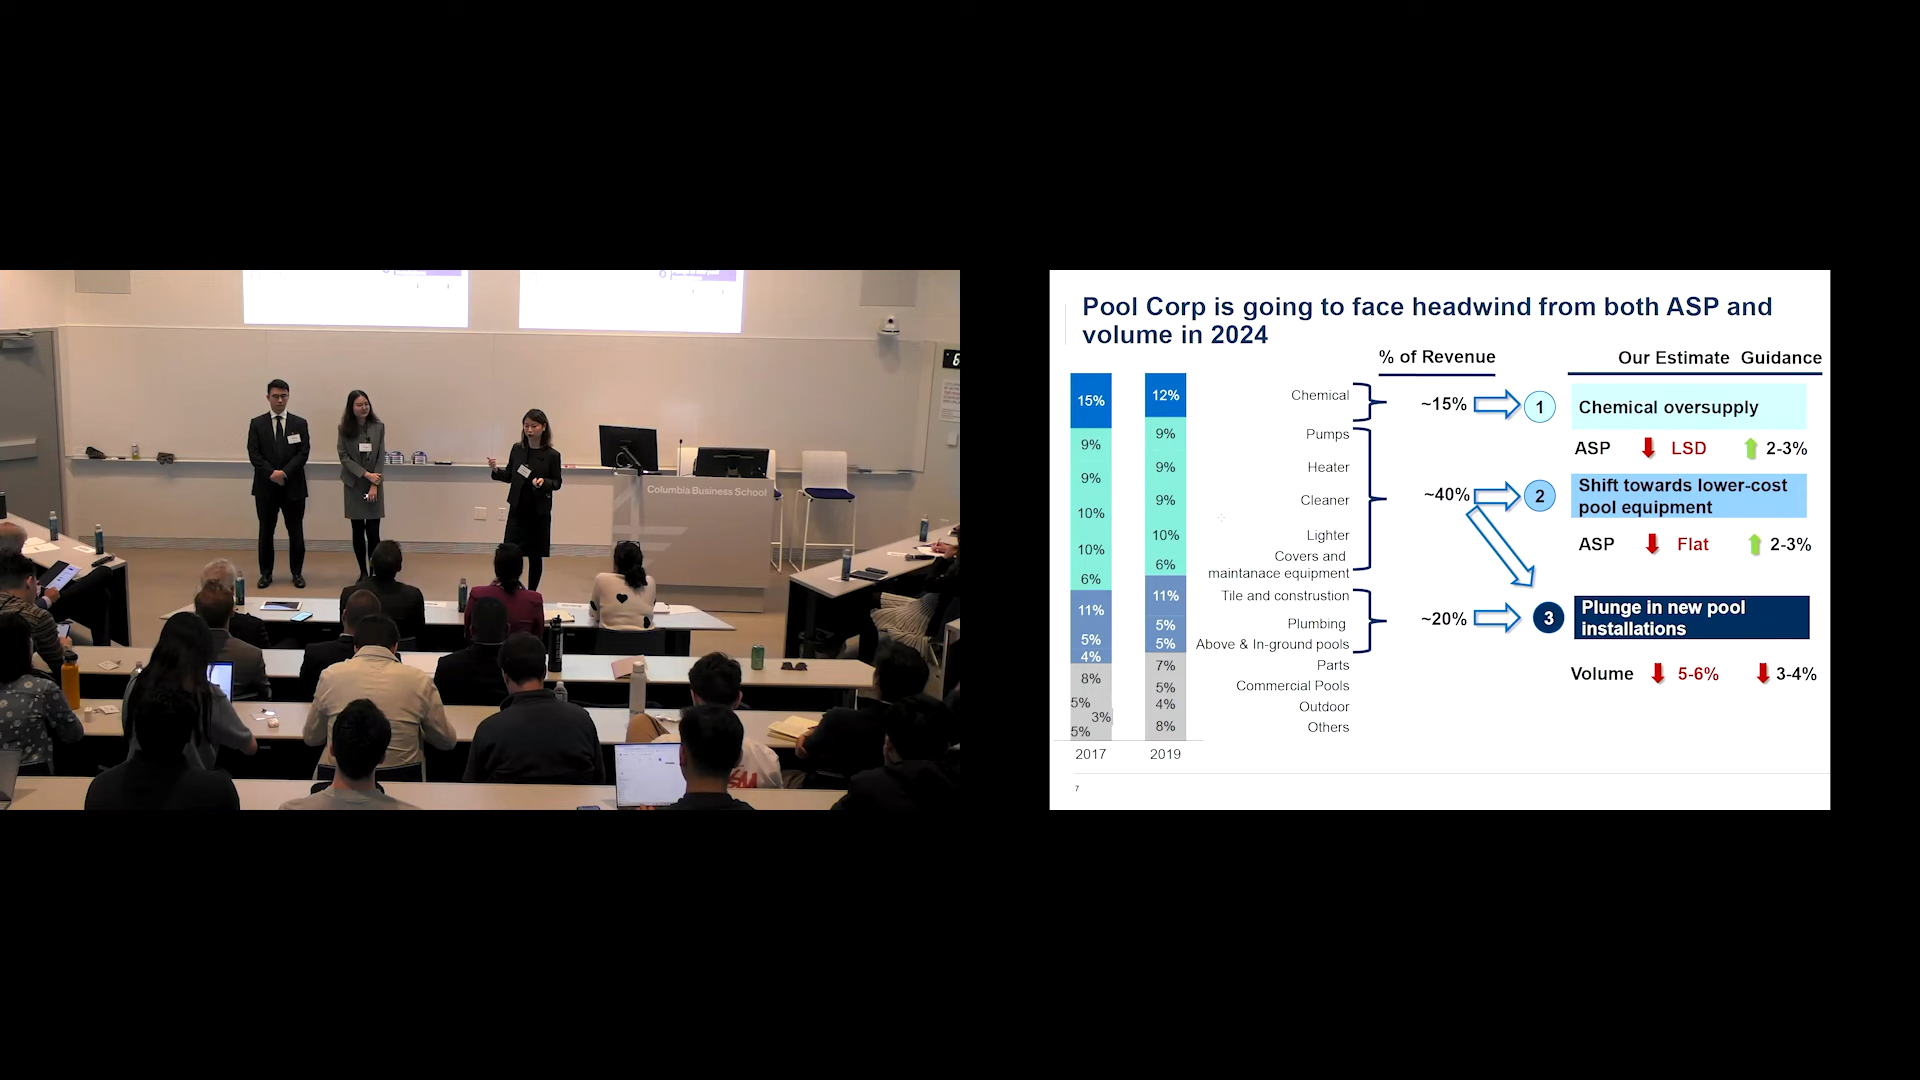 Columbia Business School
Pool Corp is going to face headwind from both ASP and
volume in 2024
% of Revenue
Our Estimate Guidance
15%
9%
9%
10%
10%
6%
11%
5%
4%
8%
5%
3%
5%
2017
12%
9%
9%
9%
10%
6%
11%
5%
5%
7%
5%
4%
8%
2019
Chemical
Pumps
Heater
Cleaner
Lighter
Covers and
maintanace equipment
Tile and constrution
Plumbing
Above & In-ground pools
Parts
Commercial Pools
Outdoor
Others
~15%
~40%
~20%
1
Chemical oversupply
ASP LSD 2-3%
2
Shift towards lower-cost
pool equipment
ASP Flat 2-3%
3
Plunge in new pool
installations
Volume 5-6% 3-4%
7